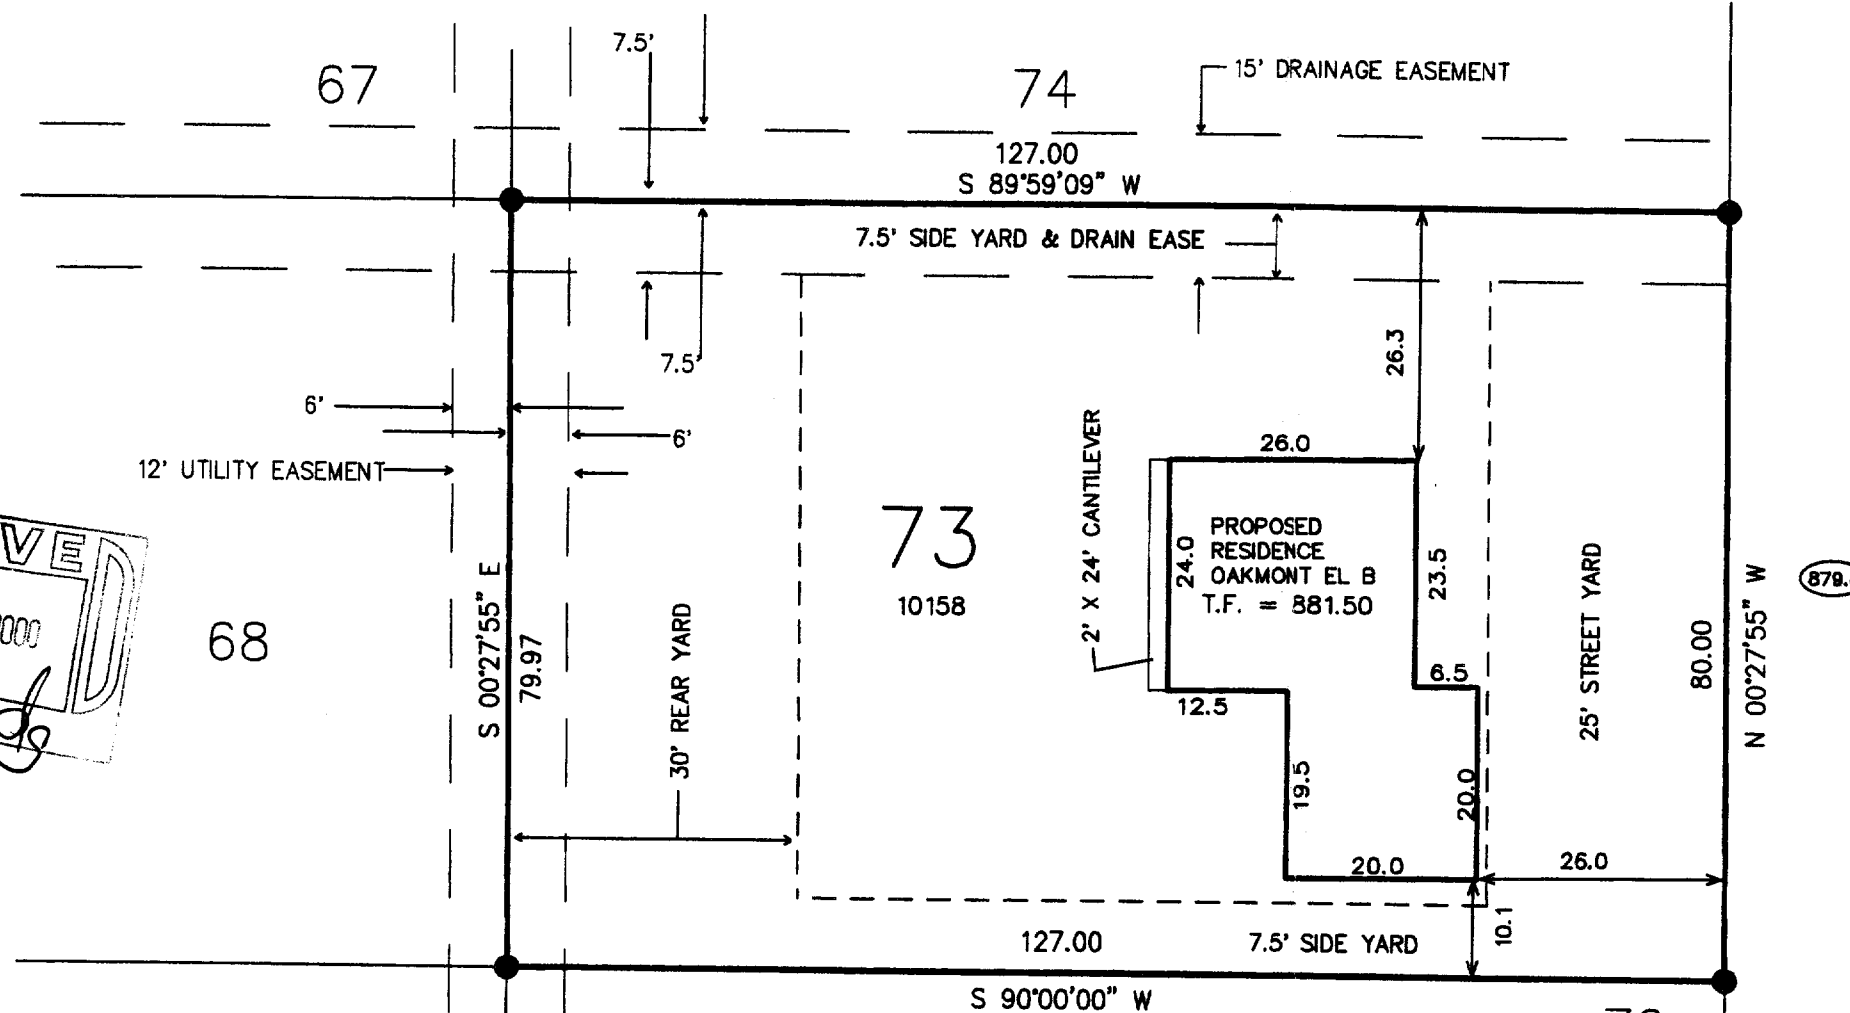 7.5'
67
74
15' DRAINAGE EASEMENT
127.00
S 89°59'09" W
7.5' SIDE YARD & DRAIN EASE
7.5'
26.3
6'
6'
12' UTILITY EASEMENT
26.0
2' X 24' CANTILEVER
73
10158
24.0
PROPOSED
RESIDENCE
OAKMONT EL B
T.F. = 881.50
23.5
25' STREET YARD
80.00
N 00°27'55" W
879.
VED
68
S 00°27'55" E
79.97
30' REAR YARD
6.5
12.5
19.5
20.0
20.0
26.0
10.1
127.00
7.5' SIDE YARD
S 90°00'00" W